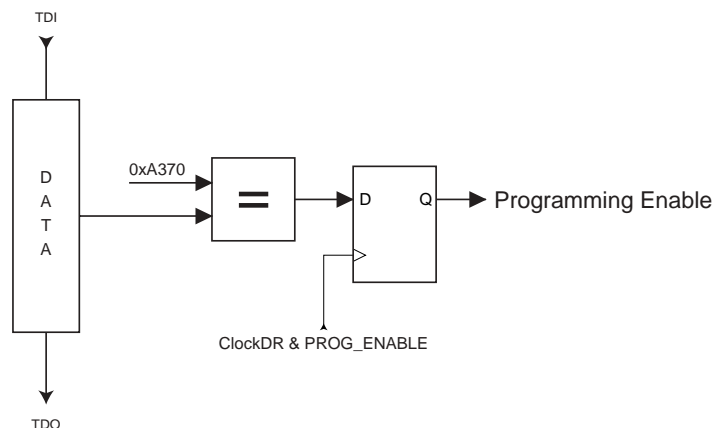 TDI
0xA370
D
A
T
A
=
D
Q
Programming Enable
ClockDR & PROG_ENABLE
TDO